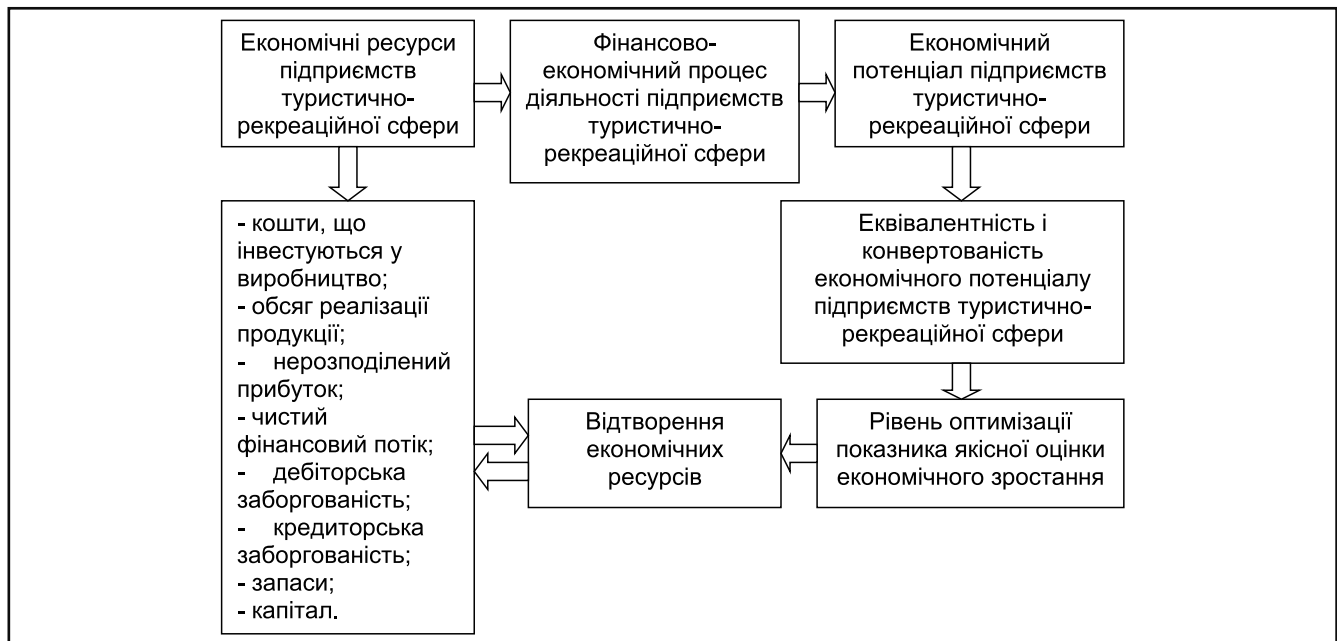 Економічні ресурси
підприємств
туристично-
рекреаційної сфери
Фінансово-
економічний процес
діяльності підприємств
туристично-
рекреаційної сфери
Економічний
потенціал підприємств
туристично-
рекреаційної сфери
- кошти, що
інвестуються у
виробництво;
- обсяг реалізації
продукції;
- нерозподілений
прибуток;
- чистий
фінансовий потік;
- дебіторська
заборгованість;
- кредиторська
заборгованість;
- запаси;
- капітал.
Еквівалентність і
конвертованість
економічного потенціалу
підприємств туристично-
рекреаційної сфери
Відтворення
економічних
ресурсів
Рівень оптимізації
показника якісної оцінки
економічного зростання